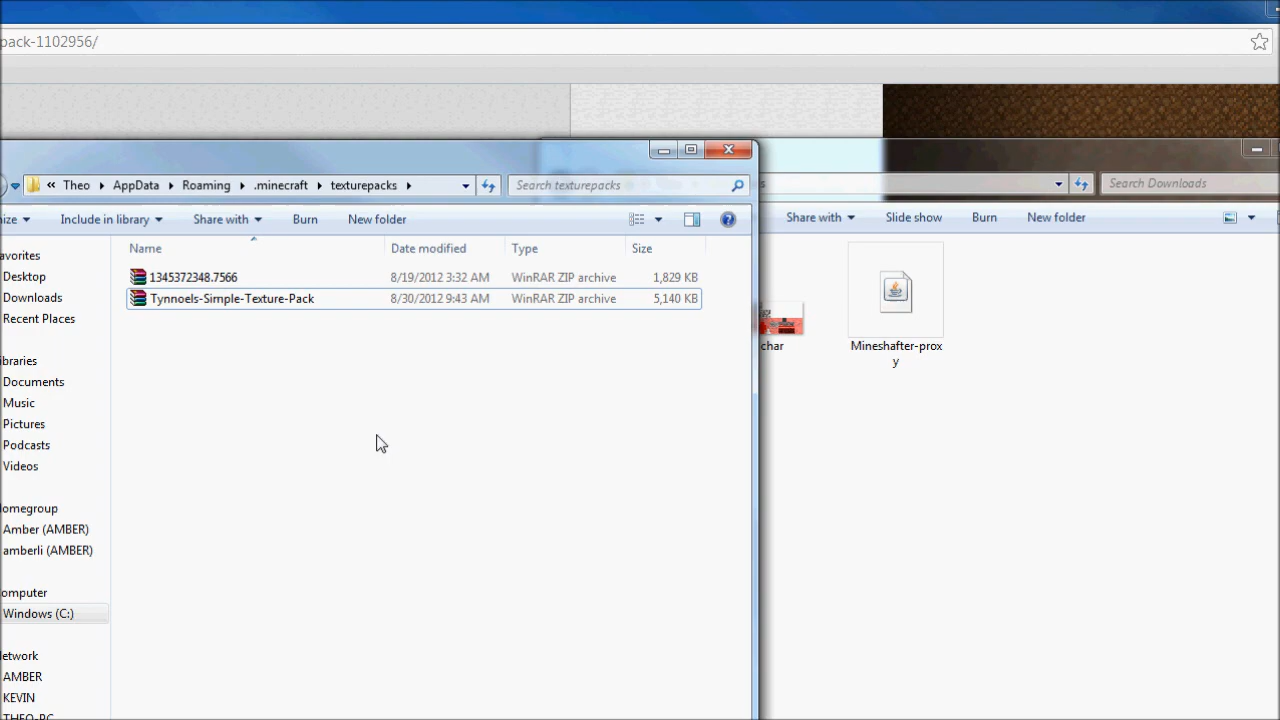 pack-1102956/
« Theo AppData Roaming .minecraft texturepacks
Search texturepacks
s
Search Downloads
ize Include in library Share with Burn New folder
Share with Slide show Burn New folder
Name Date modified Type Size
1345372348.7566 8/19/2012 3:32 AM WinRAR ZIP archive 1,829 KB
Tynnoels-Simple-Texture-Pack 8/30/2012 9:43 AM WinRAR ZIP archive 5,140 KB
avorites
Desktop
Downloads
Recent Places
ibraries
Documents
Music
Pictures
Podcasts
Videos
omegroup
Amber (AMBER)
amberli (AMBER)
omputer
Windows (C:)
etwork
AMBER
KEVIN
THEO-PC
char
Mineshafter-prox
y